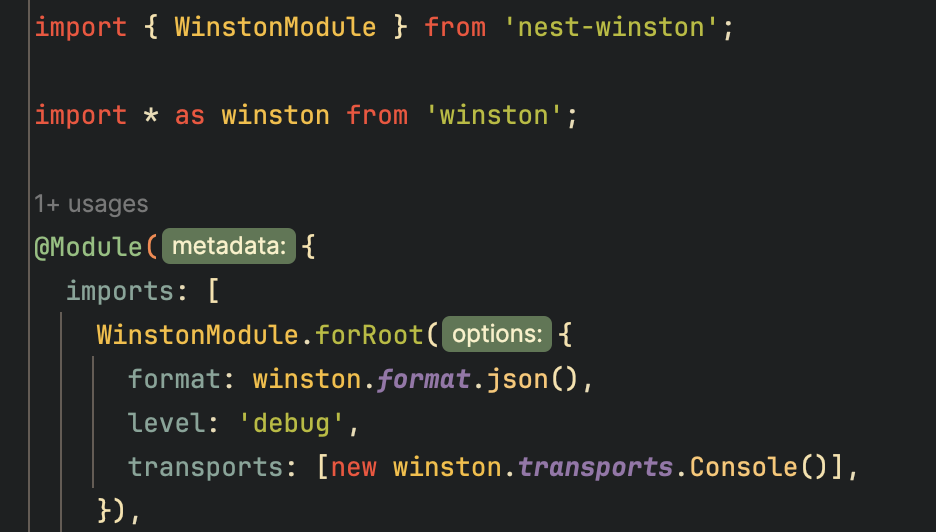 import { WinstonModule } from 'nest-winston';
import * as winston from 'winston';
1+ usages
@Module( metadata: {
  imports: [
    WinstonModule.forRoot( options: {
      format: winston.format.json(),
      level: 'debug',
      transports: [new winston.transports.Console()],
    }),